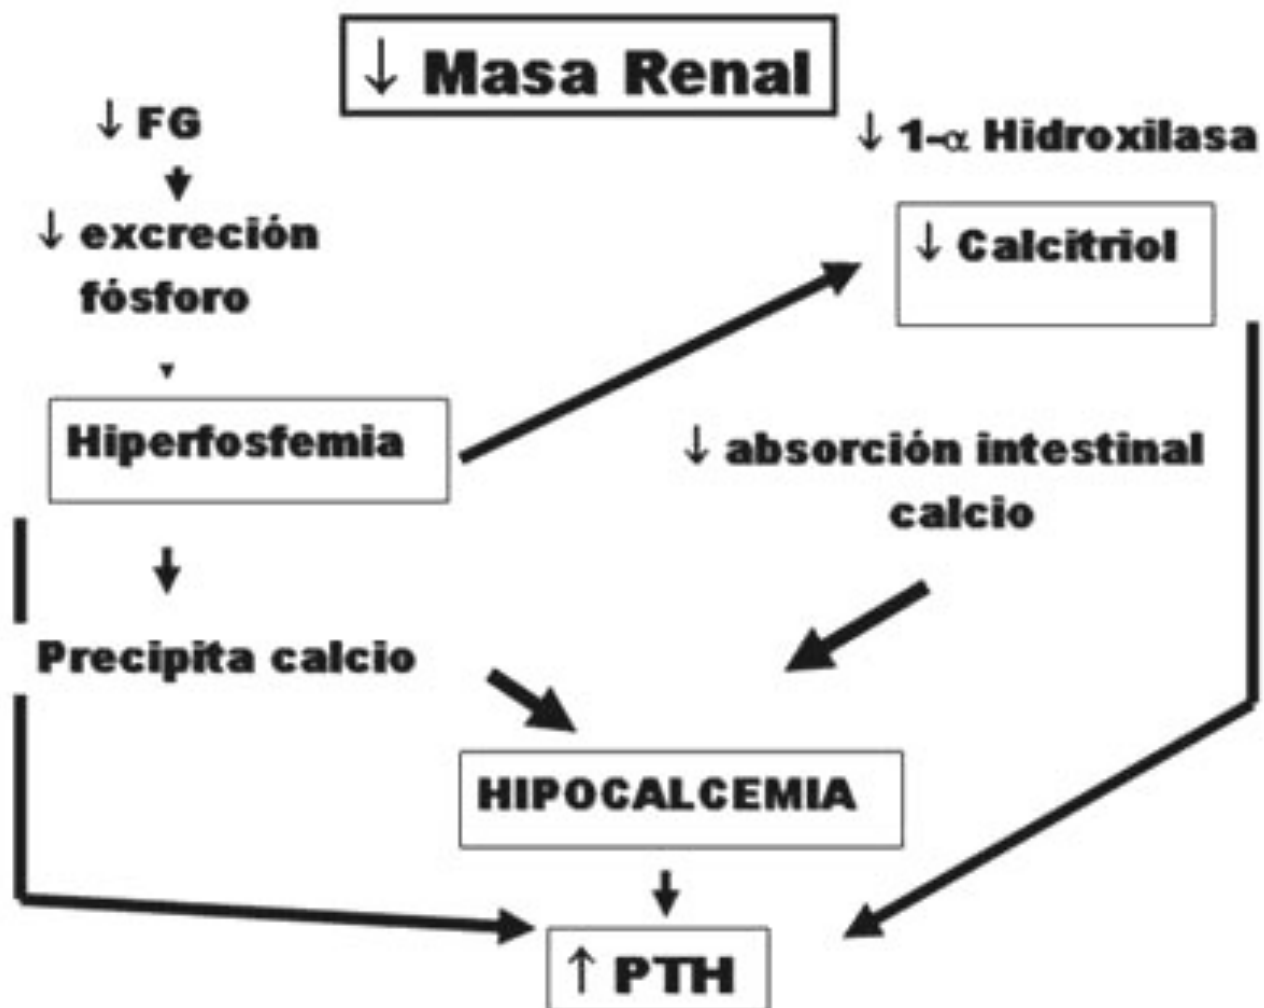 ↓ Masa Renal
↓ FG
↓ excreción
fósforo
Hiperfosfemia
Precipita calcio
↓ 1-α Hidroxilasa
↓ Calcitriol
↓ absorción intestinal
calcio
HIPOCALCEMIA
↑ PTH